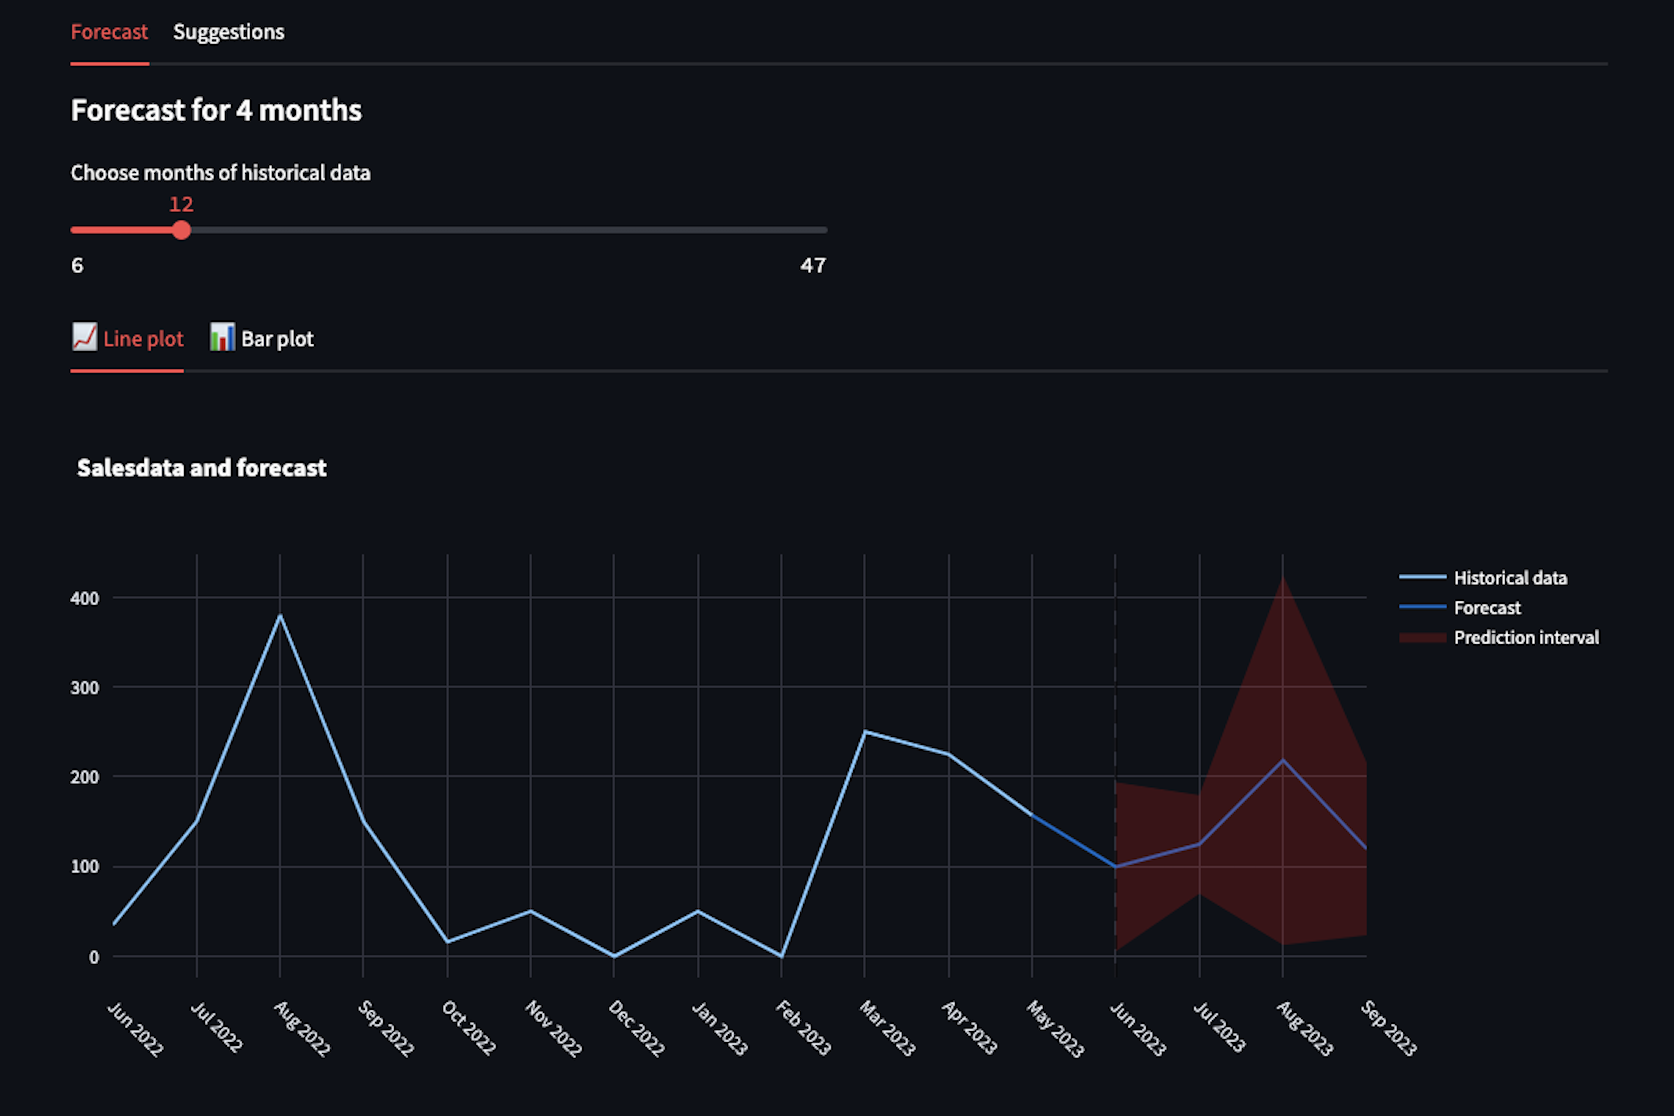 Forecast Suggestions
Forecast for 4 months
Choose months of historical data
12
6 47
Line plot Bar plot
Salesdata and forecast
Historical data
Forecast
Prediction interval
400
300
200
100
0
Jun 2022 Jul 2022 Aug 2022 Sep 2022 Oct 2022 Nov 2022 Dec 2022 Jan 2023 Feb 2023 Mar 2023 Apr 2023 May 2023 Jun 2023 Jul 2023 Aug 2023 Sep 2023